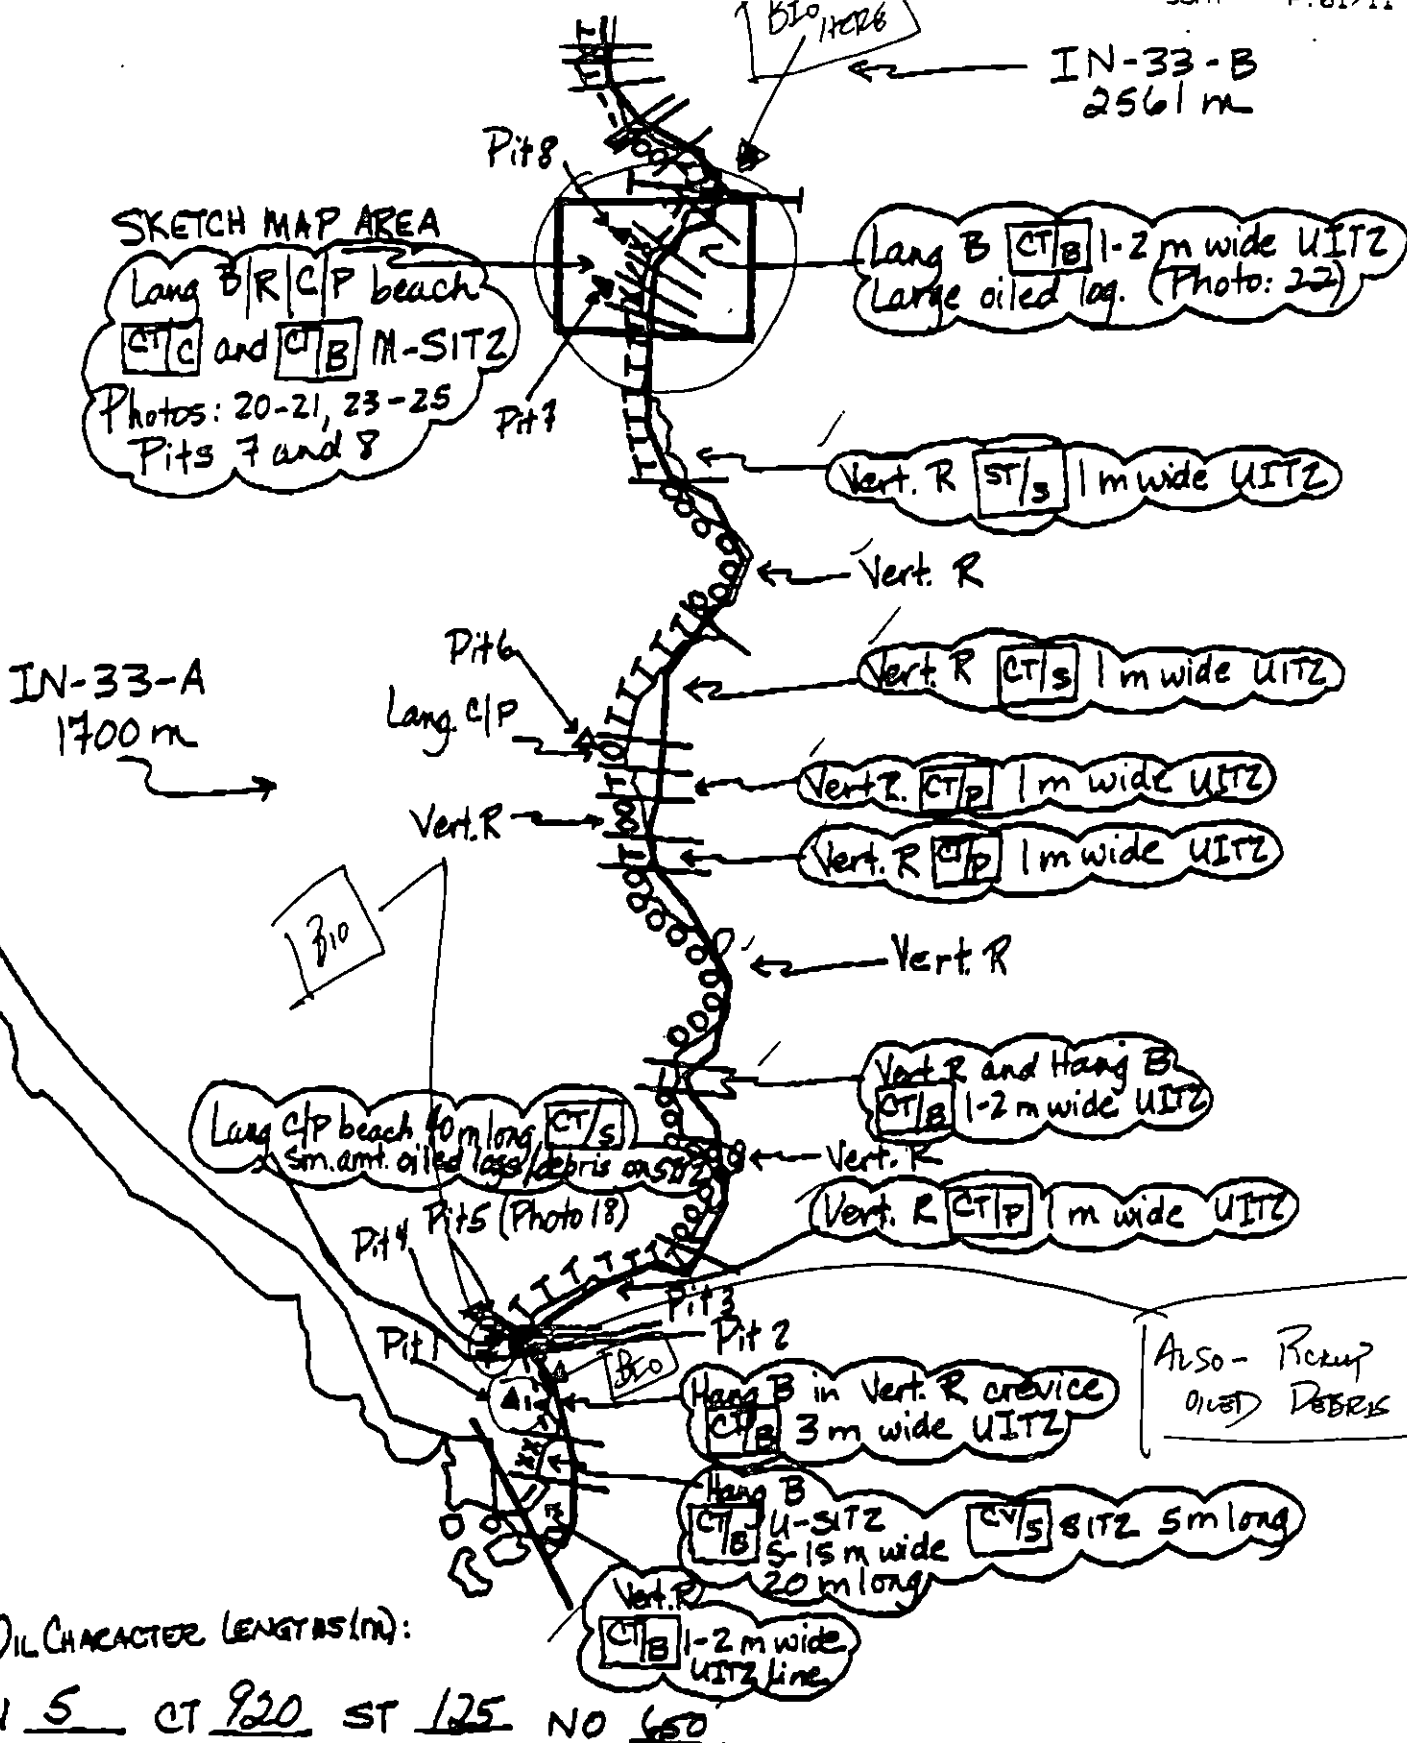 P.01/11
BIO HERE
IN-33-B
2561 m
Pit 8
SKETCH MAP AREA
Lang B/R/C/P beach
CT/C and CT/B M-SITZ
Photos: 20-21, 23-25
Pits 7 and 8
Pit 7
Lang B CT/B 1-2 m wide UITZ
Large oiled log. (Photo: 22)
Vert. R ST/S 1 m wide UITZ
Vert. R
Pit 6
Vert. R CT/S 1 m wide UITZ
IN-33-A
1700 m
Lang. C/P
Vert R. CT/P 1 m wide UITZ
Vert. R
Vert. R CT/P 1 m wide UITZ
BIO
Vert. R
Vert R and Hang B
CT/B 1-2 m wide UITZ
Lang C/P beach 40 m long CT/S
Sm. amt. oiled logs/debris on SITZ
Vert. R
Vert. R CT/P 1 m wide UITZ
Pit 5 (Photo 18)
Pit 4
Pit 3
Pit 2
Pit 1
BIO
ALSO - PICKUP
OILED DEBRIS
Hang B in Vert. R crevice
CT/B 3 m wide UITZ
Hang B
CT/B U-SITZ
5-15 m wide
20 m long
CV/S SITZ 5 m long
Vert. R
CT/B 1-2 m wide
UITZ line
OIL CHARACTER LENGTHS (m):
5 CT 920 ST 125 NO 650